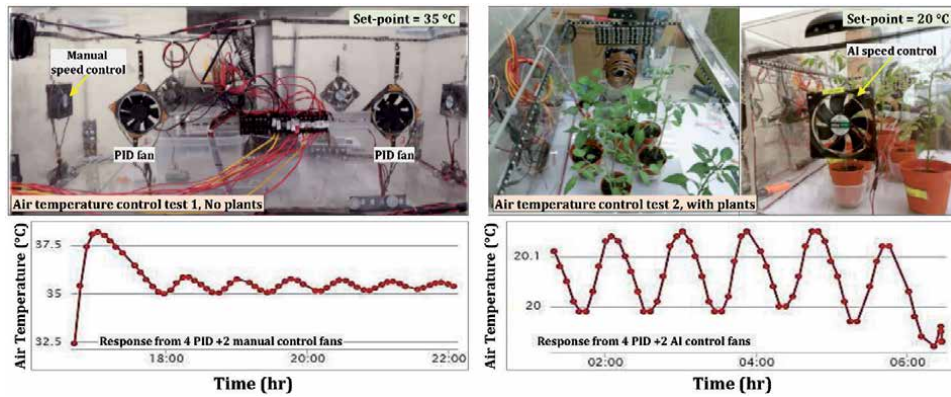 Set-point = 35 °C
Manual
speed control
PID fan
PID fan
Air temperature control test 1, No plants
Set-point = 20 °C
AI speed control
Air temperature control test 2, with plants
Air Temperature (°C)
37.5
35
32.5
Response from 4 PID +2 manual control fans
18:00
20:00
22:00
Time (hr)
Air Temperature (°C)
20.1
20
Response from 4 PID +2 AI control fans
02:00
04:00
06:00
Time (hr)